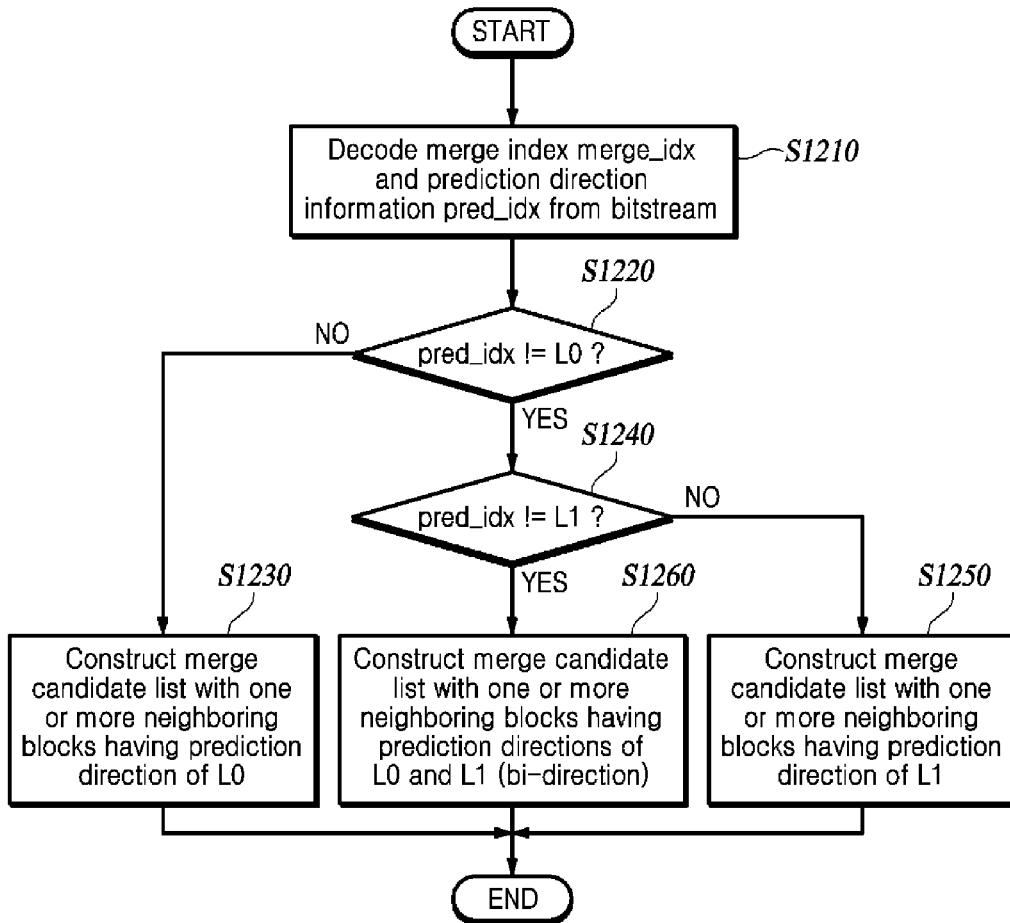 START
Decode merge index merge_idx
and prediction direction
information pred_idx from bitstream
S1210
S1220
NO
pred_idx != L0 ?
YES
S1240
pred_idx != L1 ?
NO
YES
S1230
Construct merge
candidate list with one
or more neighboring
blocks having prediction
direction of L0
S1260
Construct merge candidate
list with one or more
neighboring blocks having
prediction directions of
L0 and L1 (bi-direction)
S1250
Construct merge
candidate list with one
or more neighboring
blocks having prediction
direction of L1
END